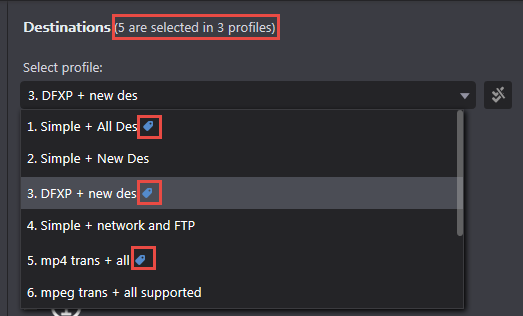 Destinations (5 are selected in 3 profiles)
Select profile:
3. DFXP + new des
1. Simple + All Des
2. Simple + New Des
3. DFXP + new des
4. Simple + network and FTP
5. mp4 trans + all
6. mpeg trans + all supported